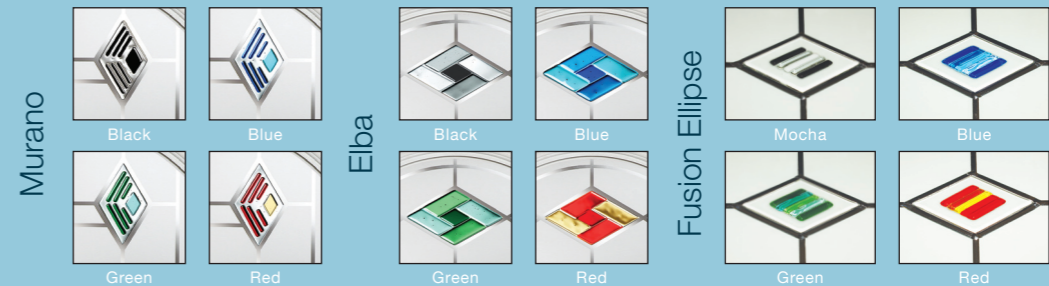 Murano
Black
Blue
Green
Red
Elba
Black
Blue
Green
Red
Fusion Ellipse
Mocha
Blue
Green
Red